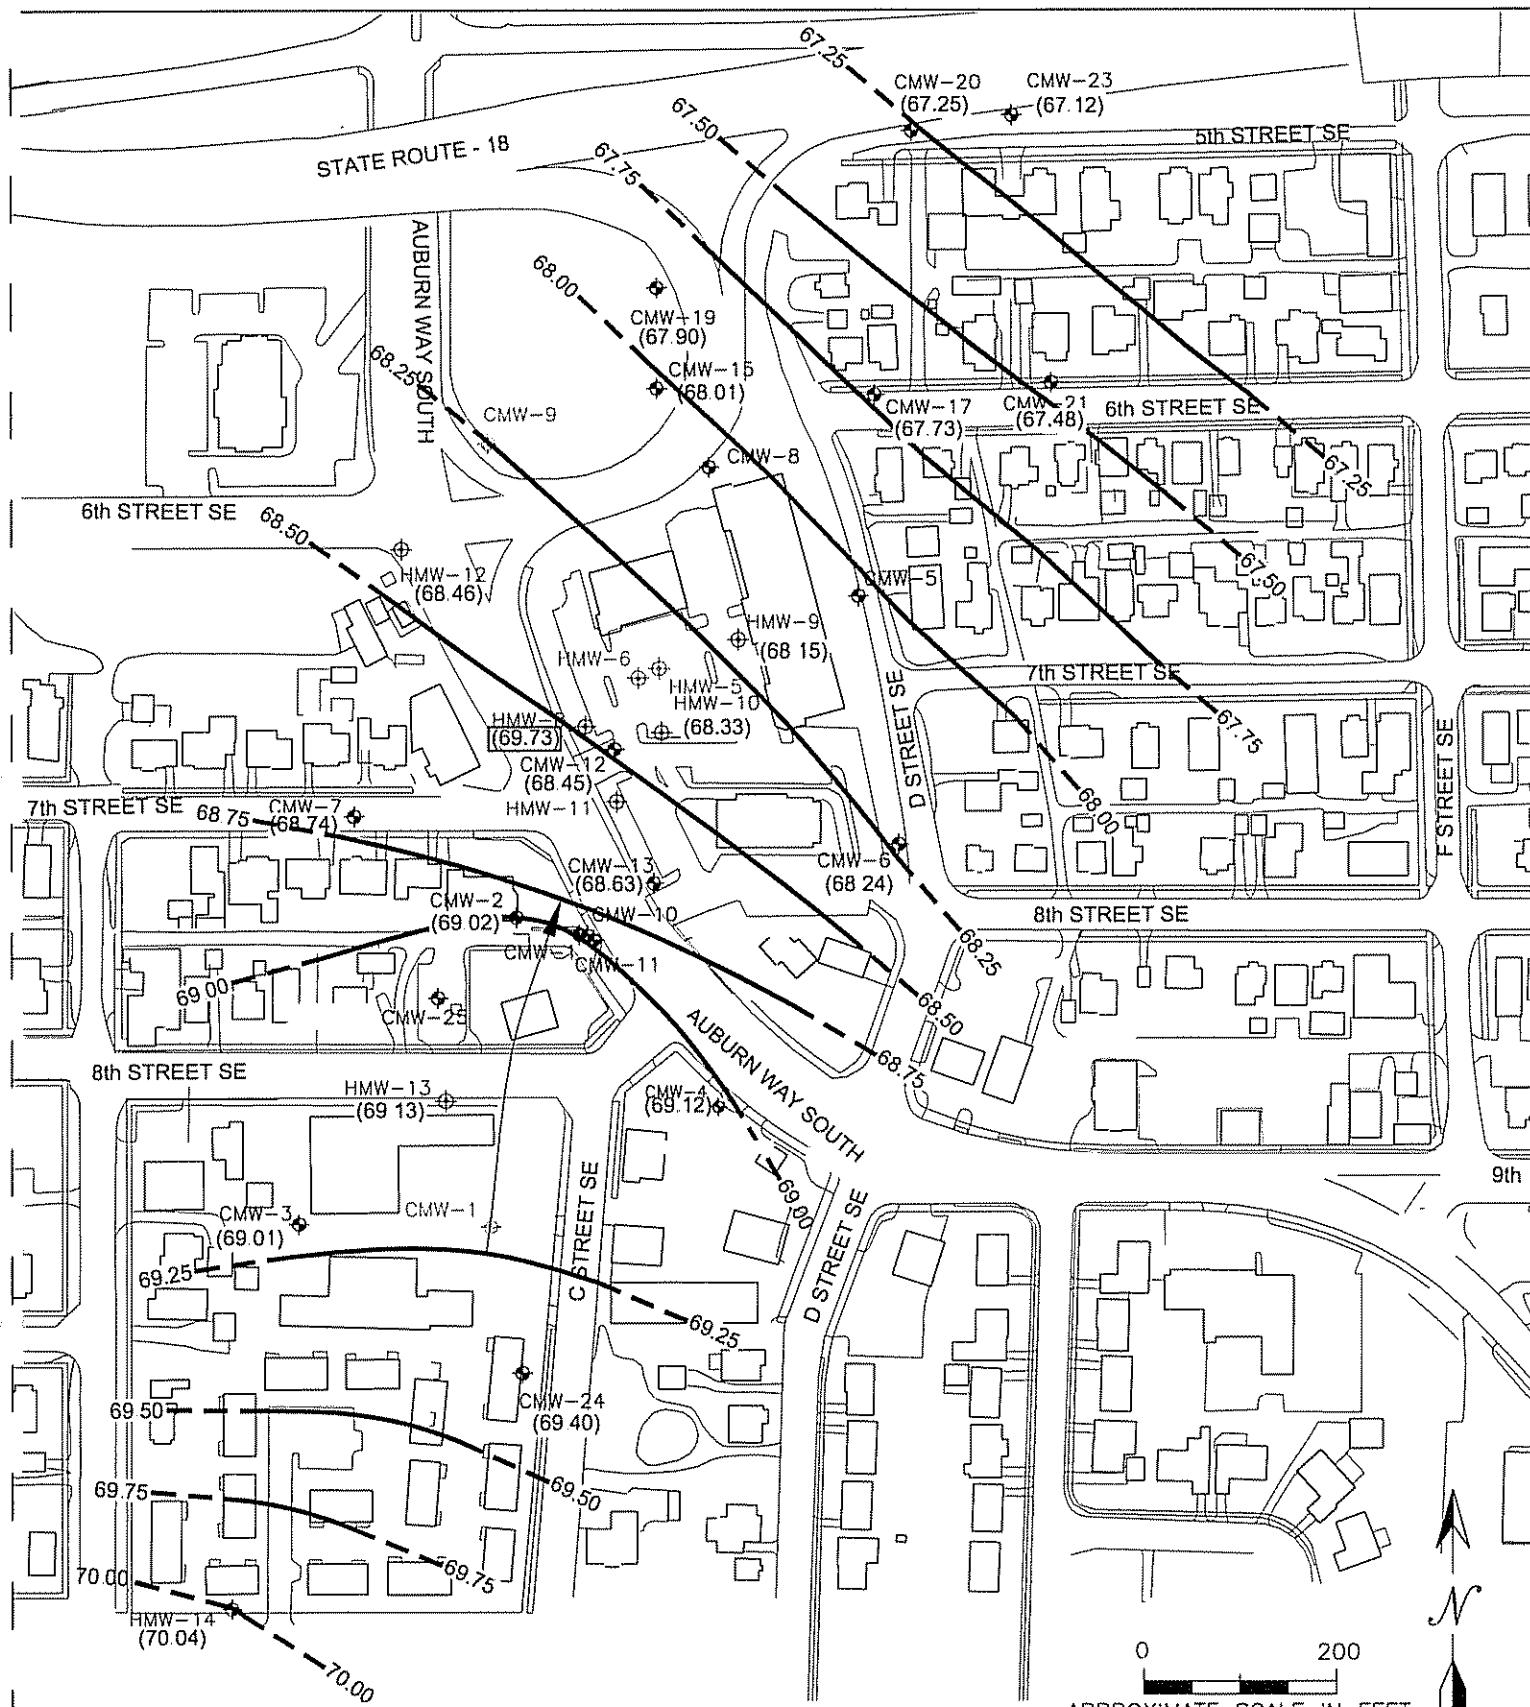 67.25
CMW-20
(67.25)
CMW-23
(67.12)
67.50
5th STREET SE
STATE ROUTE - 18
67.75
AUBURN WAY SOUTH
68.00
CMW-19
(67.90)
68.25
CMW-15
(68.01)
CMW-9
CMW-17
(67.73)
CMW-21
(67.48)
6th STREET SE
CMW-8
67.25
6th STREET SE
68.50
HMW-12
(68.46)
CMW-5
67.50
HMW-9
(68 15)
HMW-6
HMW-5
HMW-10
(68.33)
7th STREET SE
D STREET SE
67.75
(69.73)
CMW-12
(68.45)
HMW-11
68.00
F STREET SE
7th STREET SE
68 75
CMW-7
(68.74)
CMW-6
(68 24)
CMW-13
(68.63)
CMW-2
(69.02)
CMW-10
CMW-11
8th STREET SE
68.25
69 00
CMW-25
68.50
AUBURN WAY SOUTH
68.75
8th STREET SE
HMW-13
(69 13)
CMW-4
(69.12)
9th
69.00
C STREET SE
D STREET SE
CMW-3
(69.01)
CMW-1
69.25
69.25
CMW-24
(69.40)
69.50
69.50
69.75
69.75
70.00
HMW-14
(70.04)
70.00
N
0 200
APPROXIMATE SCALE IN FEET